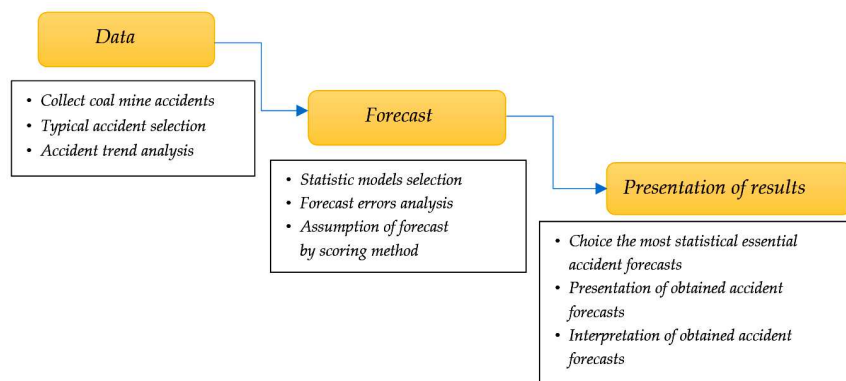 Data
• Collect coal mine accidents
• Typical accident selection
• Accident trend analysis
Forecast
• Statistic models selection
• Forecast errors analysis
• Assumption of forecast
by scoring method
Presentation of results
• Choice the most statistical essential
accident forecasts
• Presentation of obtained accident
forecasts
• Interpretation of obtained accident
forecasts